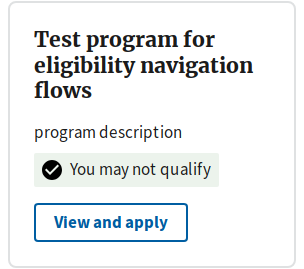 Test program for
eligibility navigation
flows
program description
You may not qualify
View and apply